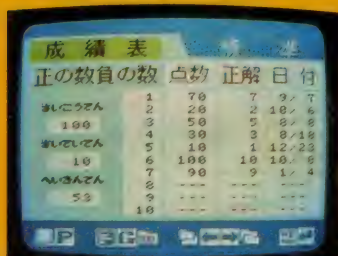 成績表
正の数負の数 点数 正解 日付
1 70 7 9/ 7
さいこうてん 2 20 2 10/ 6
100 3 50 5 8/ 8
4 30 3 8/18
さいていてん 5 10 1 12/23
10 6 100 10 10/ 8
7 90 9 1/ 4
へいきんてん 8 --- --- ---
53 9 --- --- ---
10 --- --- ---
P